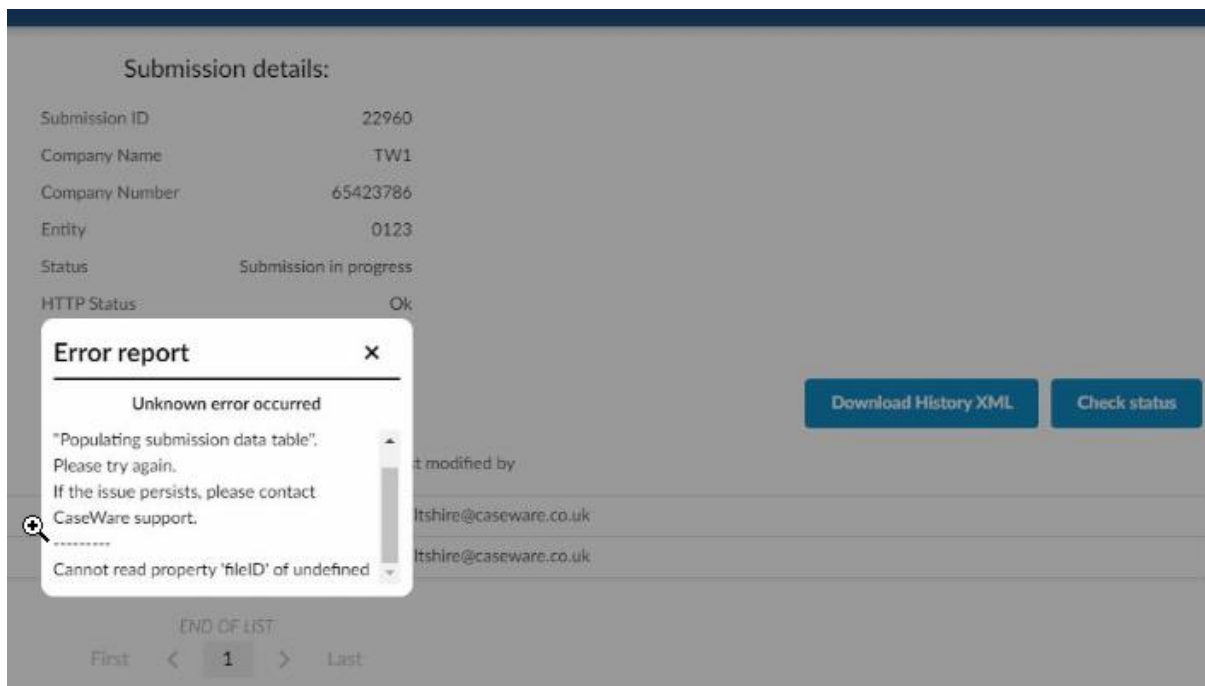 Submission details:
Submission ID 22960
Company Name TW1
Company Number 65423786
Entity 0123
Status Submission in progress
HTTP Status Ok
Error report ×
Unknown error occurred
"Populating submission data table".
Please try again.
If the issue persists, please contact
CaseWare support.
---------
Cannot read property 'fileID' of undefined
Download History XML Check status
t modified by
ltshire@caseware.co.uk
ltshire@caseware.co.uk
END OF LIST
First < 1 > Last